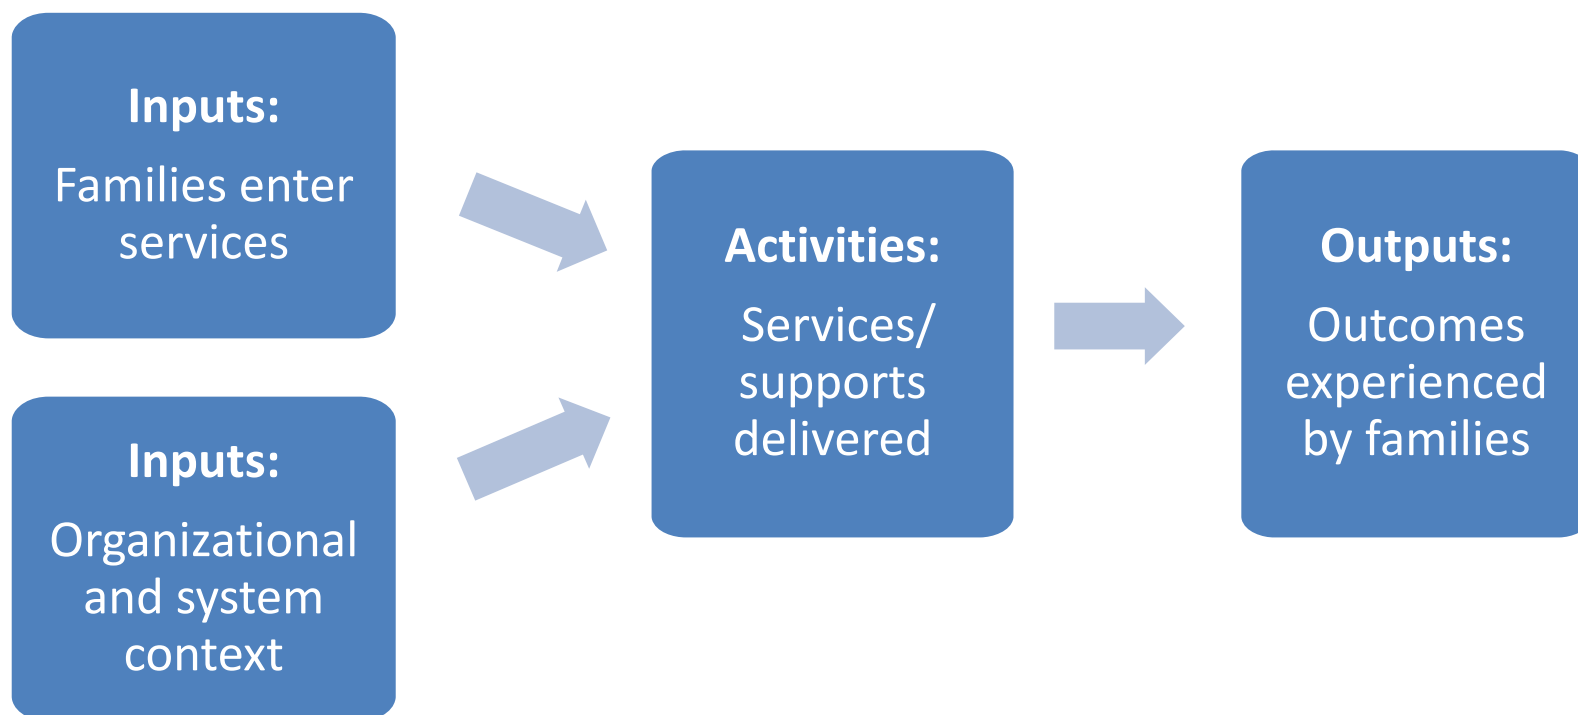 Inputs:
Families enter
services
Inputs:
Organizational
and system
context
Activities:
Services/
supports
delivered
Outputs:
Outcomes
experienced
by families